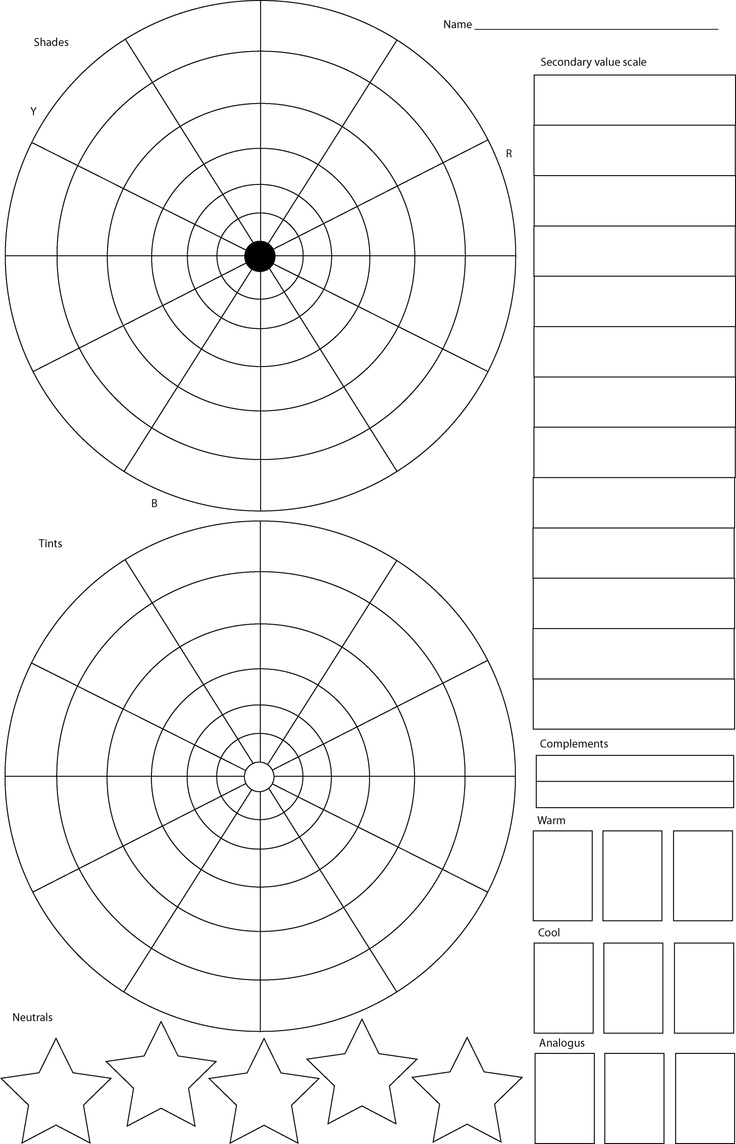 Name
Shades
Secondary value scale
Y
R
B
Tints
Complements
Warm
Cool
Neutrals
Analogus